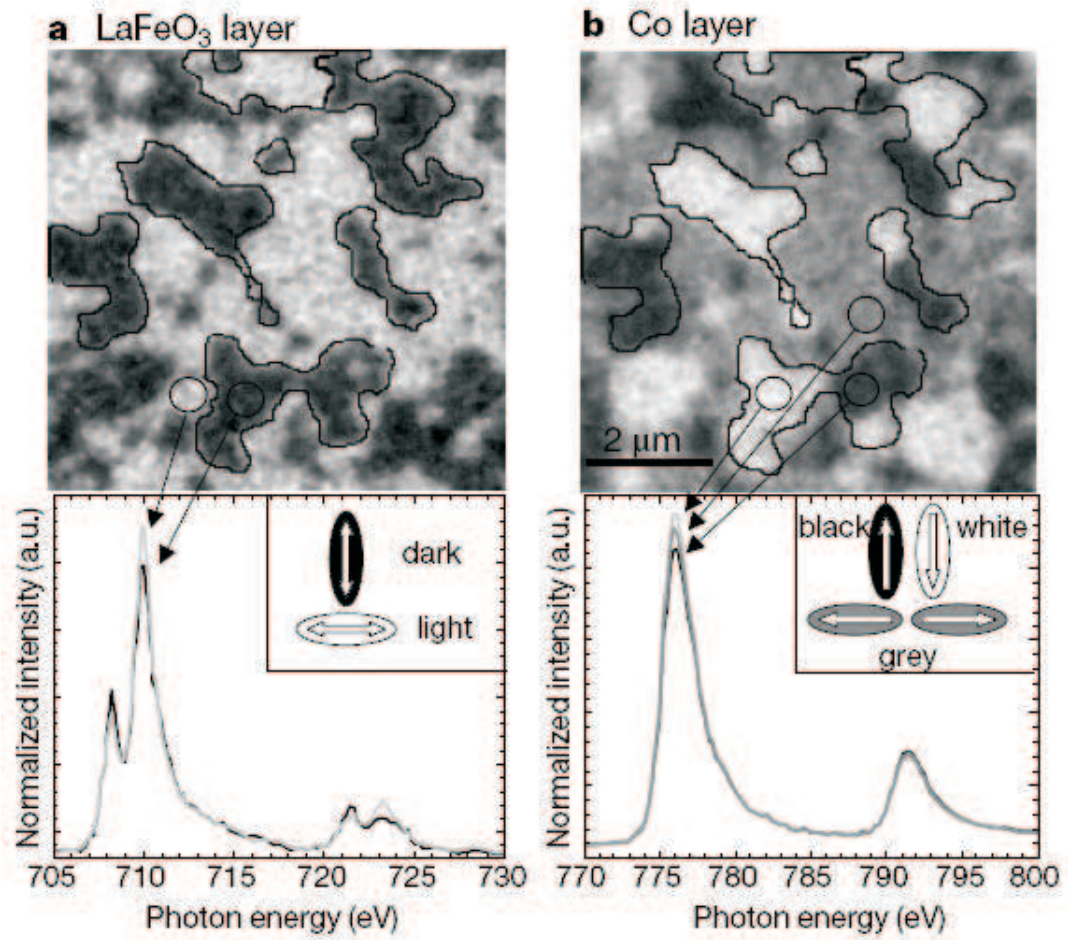 a LaFeO₃ layer
b Co layer
2 µm
Normalized intensity (a.u.)
dark
light
705 710 715 720 725 730
Photon energy (eV)
Normalized intensity (a.u.)
black
white
grey
770 775 780 785 790 795 800
Photon energy (eV)